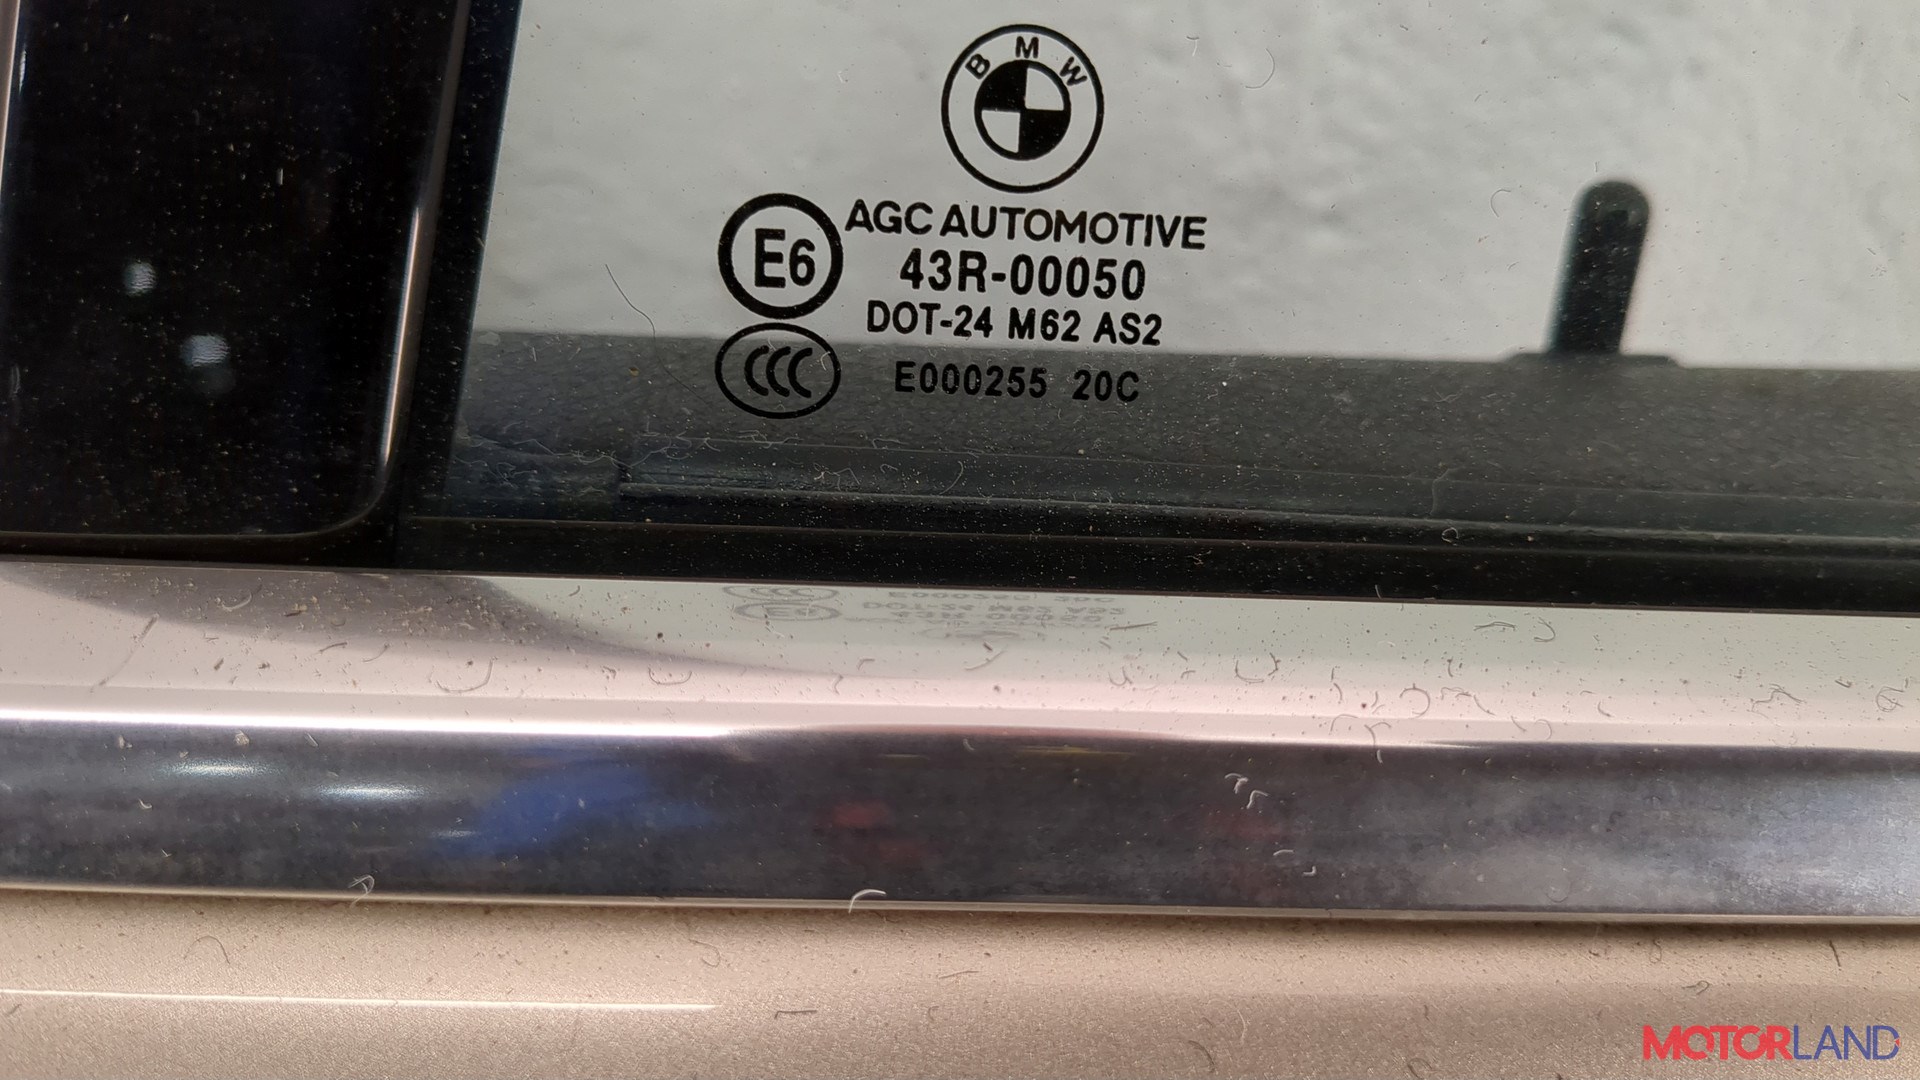 BMW
AGC AUTOMOTIVE
E6
43R-00050
DOT-24 M62 AS2
CCC
E000255 20C
MOTORLAND